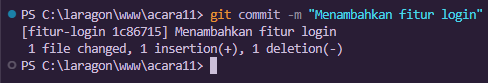 PS C:\laragon\www\acara11> git commit -m "Menambahkan fitur login"
[fitur-login 1c86715] Menambahkan fitur login
 1 file changed, 1 insertion(+), 1 deletion(-)
PS C:\laragon\www\acara11>